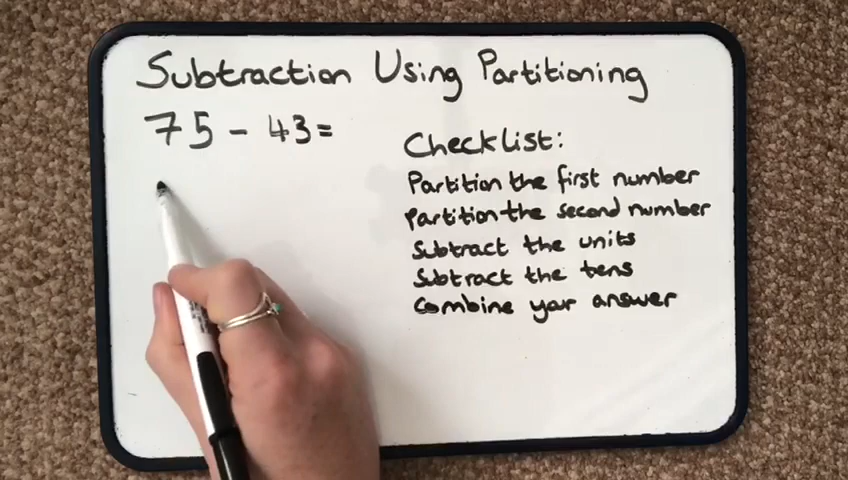 Subtraction Using Partitioning
75 - 43=
Checklist:
Partition the first number
partition the second number
Subtract the units
Subtract the tens
Combine your answer